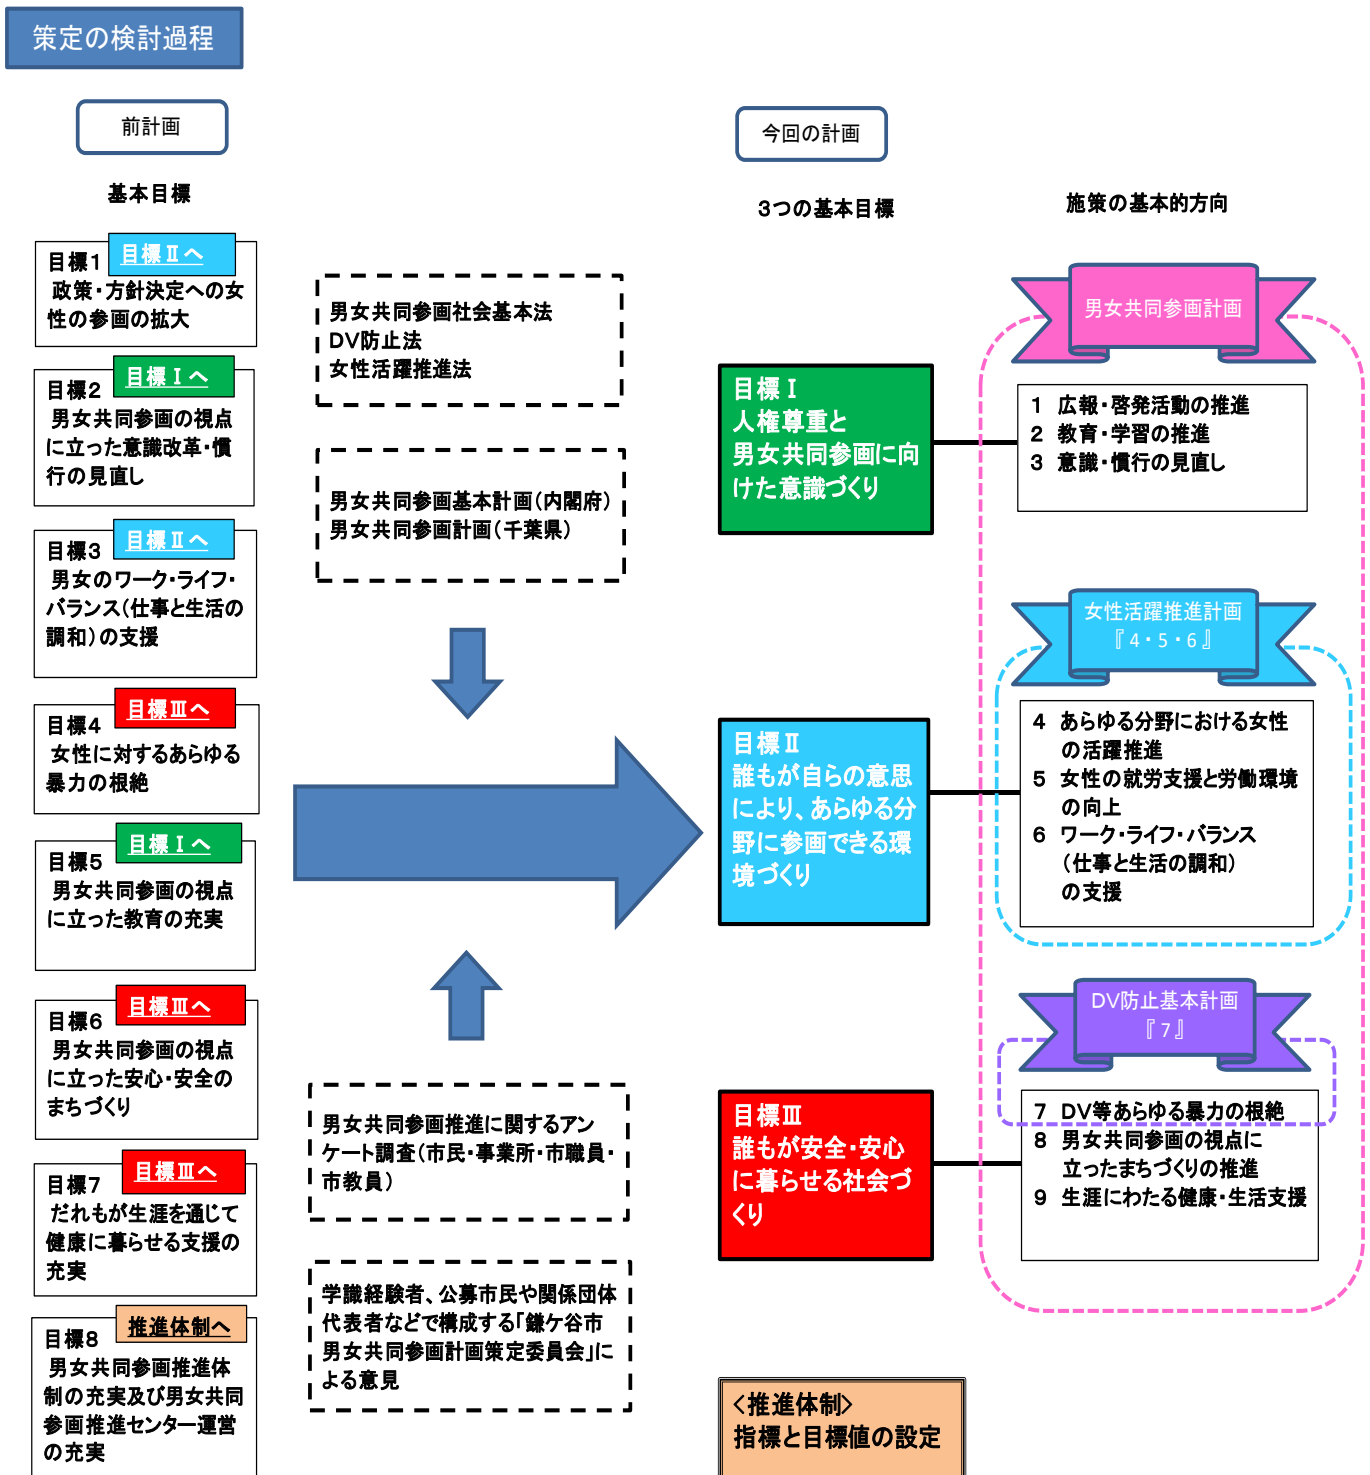 策定の検討過程
前計画
基本目標
目標1
目標Ⅱへ
政策・方針決定への女
性の参画の拡大
目標2
目標Ⅰへ
男女共同参画の視点
に立った意識改革・慣
行の見直し
目標3
目標Ⅱへ
男女のワーク・ライフ・
バランス(仕事と生活の
調和)の支援
目標4
目標Ⅲへ
女性に対するあらゆる
暴力の根絶
目標5
目標Ⅰへ
男女共同参画の視点
に立った教育の充実
目標6
目標Ⅲへ
男女共同参画の視点
に立った安心・安全の
まちづくり
目標7
目標Ⅲへ
だれもが生涯を通じて
健康に暮らせる支援の
充実
目標8
推進体制へ
男女共同参画推進体
制の充実及び男女共同
参画推進センター運営
の充実
男女共同参画社会基本法
DV防止法
女性活躍推進法
男女共同参画基本計画(内閣府)
男女共同参画計画(千葉県)
男女共同参画推進に関するアン
ケート調査(市民・事業所・市職員・
市教員)
学識経験者、公募市民や関係団体
代表者などで構成する「鎌ケ谷市
男女共同参画計画策定委員会」に
よる意見
今回の計画
3つの基本目標
目標Ⅰ
人権尊重と
男女共同参画に向
けた意識づくり
目標Ⅱ
誰もが自らの意思
により、あらゆる分
野に参画できる環
境づくり
目標Ⅲ
誰もが安全・安心
に暮らせる社会づ
くり
<推進体制>
指標と目標値の設定
施策の基本的方向
男女共同参画計画
1 広報・啓発活動の推進
2 教育・学習の推進
3 意識・慣行の見直し
女性活躍推進計画
『4・5・6』
4 あらゆる分野における女性
の活躍推進
5 女性の就労支援と労働環境
の向上
6 ワーク・ライフ・バランス
(仕事と生活の調和)
の支援
DV防止基本計画
『7』
7 DV等あらゆる暴力の根絶
8 男女共同参画の視点に
立ったまちづくりの推進
9 生涯にわたる健康・生活支援